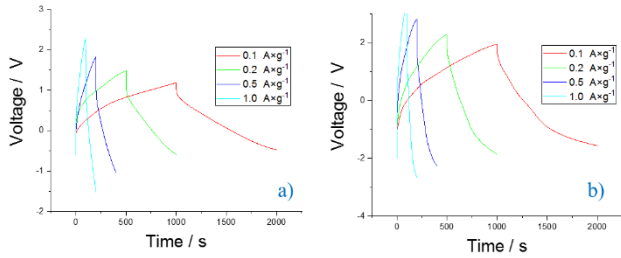 3
2
1
0
-1
-2
Voltage / V
0.1 A×g⁻¹
0.2 A×g⁻¹
0.5 A×g⁻¹
1.0 A×g⁻¹
a)
0 500 1000 1500 2000
Time / s
2
0
-2
-4
Voltage / V
0.1 A×g⁻¹
0.2 A×g⁻¹
0.5 A×g⁻¹
1.0 A×g⁻¹
b)
0 500 1000 1500 2000
Time / s